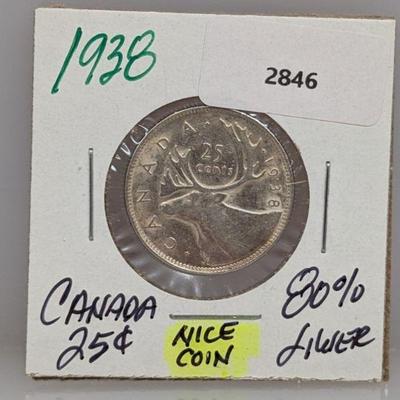 1938
2846
25
cents
CANADA 1938
CANADA
25¢
NICE
COIN
80%
SILVER